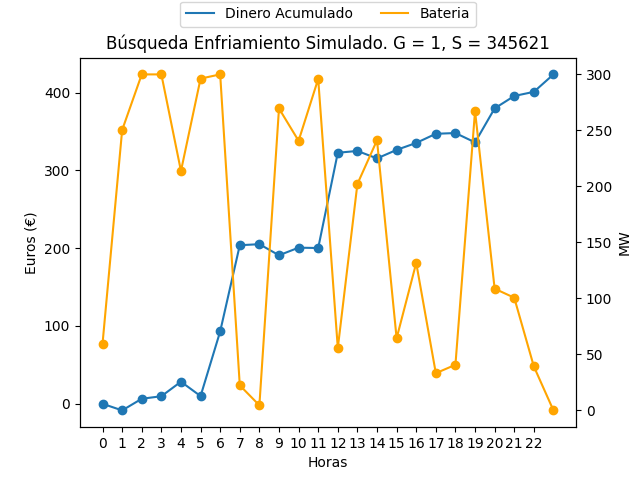 Dinero Acumulado Bateria
Búsqueda Enfriamiento Simulado. G = 1, S = 345621
400
300
200
100
0
Euros (€)
300
250
200
150
100
50
0
MW
0 1 2 3 4 5 6 7 8 9 10 11 12 13 14 15 16 17 18 19 20 21 22
Horas